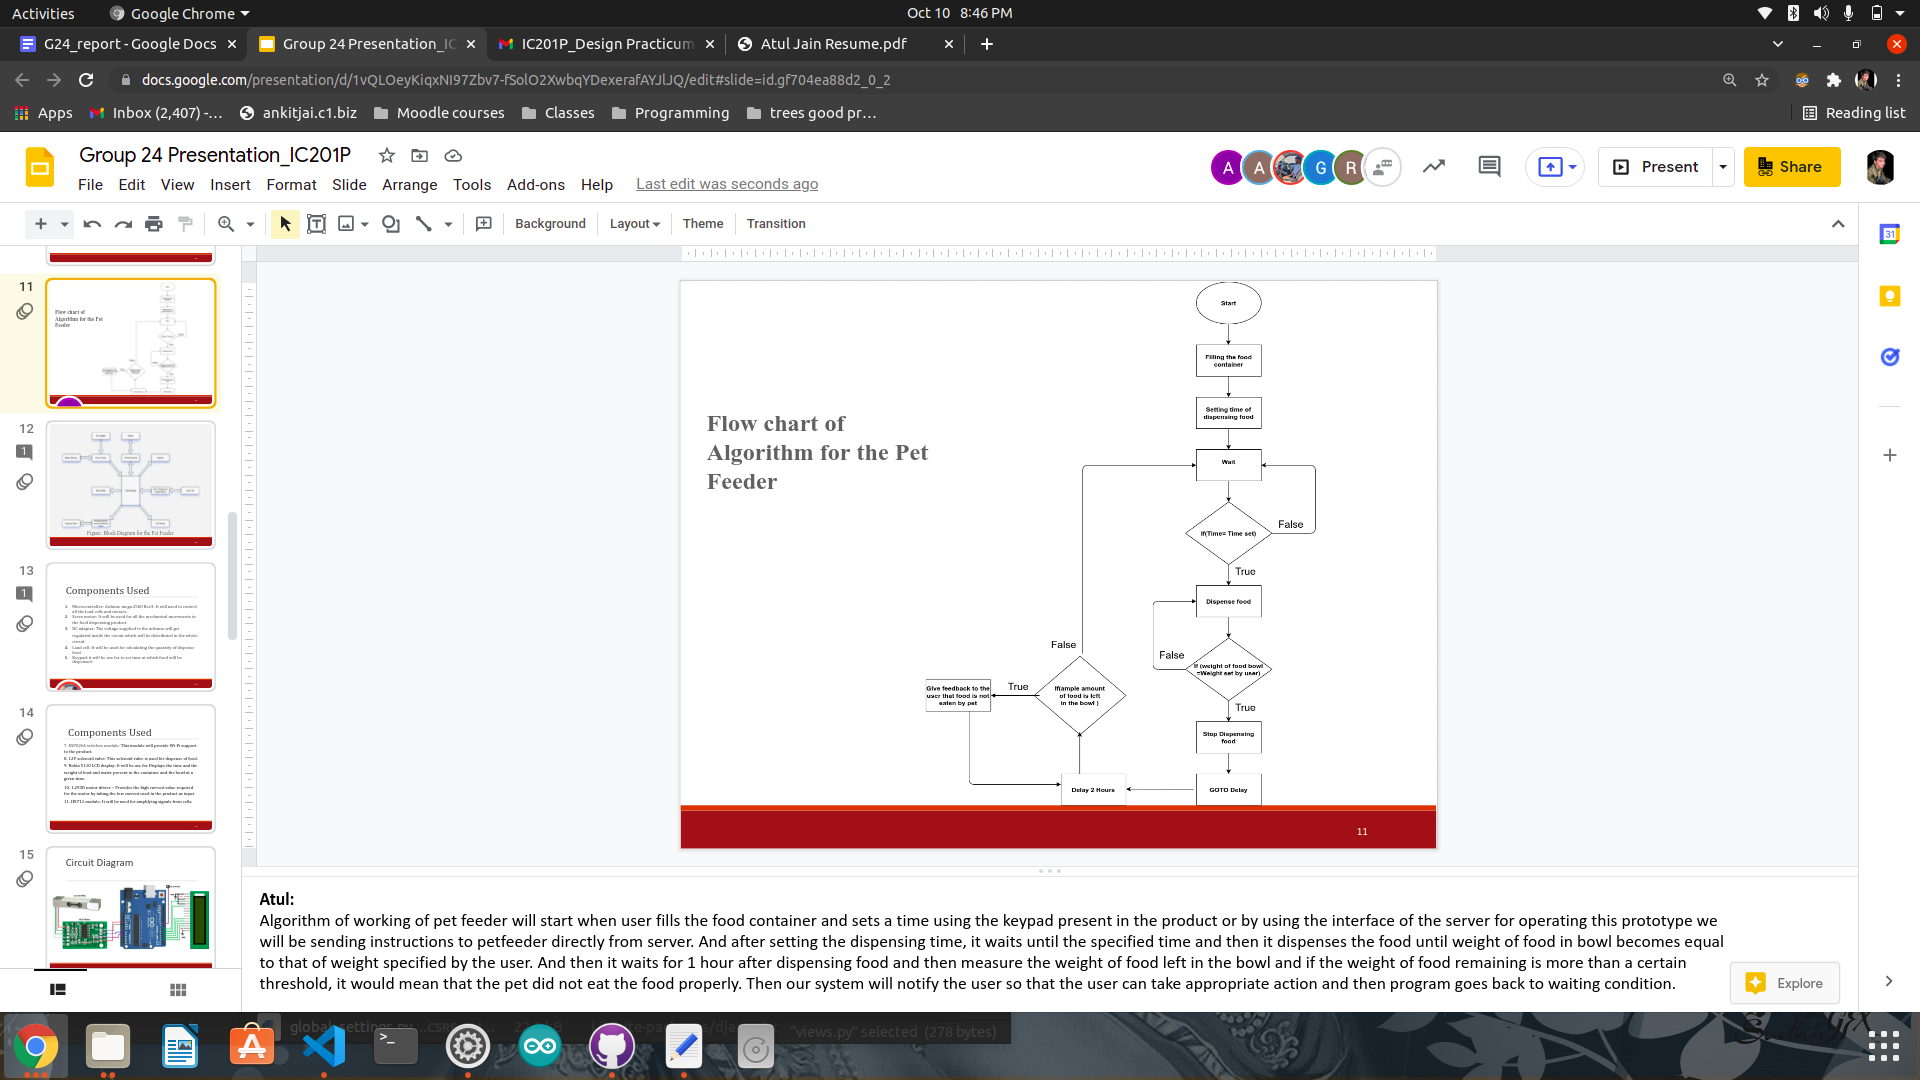 Activities
Google Chrome
Oct 10 8:46 PM
G24_report - Google Docs
Group 24 Presentation_IC
IC201P_Design Practicum
Atul Jain Resume.pdf
docs.google.com/presentation/d/1vQLOeyKiqxNI97Zbv7-fSolO2XwbqYDexerafAYJlJQ/edit#slide=id.gf704ea88d2_0_2
Apps
Inbox (2,407) -...
ankitjai.c1.biz
Moodle courses
Classes
Programming
trees good pr...
Reading list
Group 24 Presentation_IC201P
File Edit View Insert Format Slide Arrange Tools Add-ons Help
Last edit was seconds ago
A
A
G
R
Present
Share
Background
Layout
Theme
Transition
31
11
Flow chart of
Algorithm for the Pet
Feeder
12
1
Figure: Block Diagram for the Pet Feeder
13
1
Components Used
14
Components Used
15
Circuit Diagram
Flow chart of
Algorithm for the Pet
Feeder
Start
Filling the food
container
Setting time of
dispensing food
Wait
If(Time= Time set)
False
True
Dispense food
False
If (weight of food bowl
=Weight set by user)
True
Stop Dispensing
food
GOTO Delay
Delay 2 Hours
If(ample amount
of food is left
in the bowl )
False
True
Give feedback to the
user that food is not
eaten by pet
11
Atul:
Algorithm of working of pet feeder will start when user fills the food container and sets a time using the keypad present in the product or by using the interface of the server for operating this prototype we
will be sending instructions to petfeeder directly from server. And after setting the dispensing time, it waits until the specified time and then it dispenses the food until weight of food in bowl becomes equal
to that of weight specified by the user. And then it waits for 1 hour after dispensing food and then measure the weight of food left in the bowl and if the weight of food remaining is more than a certain
threshold, it would mean that the pet did not eat the food properly. Then our system will notify the user so that the user can take appropriate action and then program goes back to waiting condition.
Explore
"views.py" selected (278 bytes)